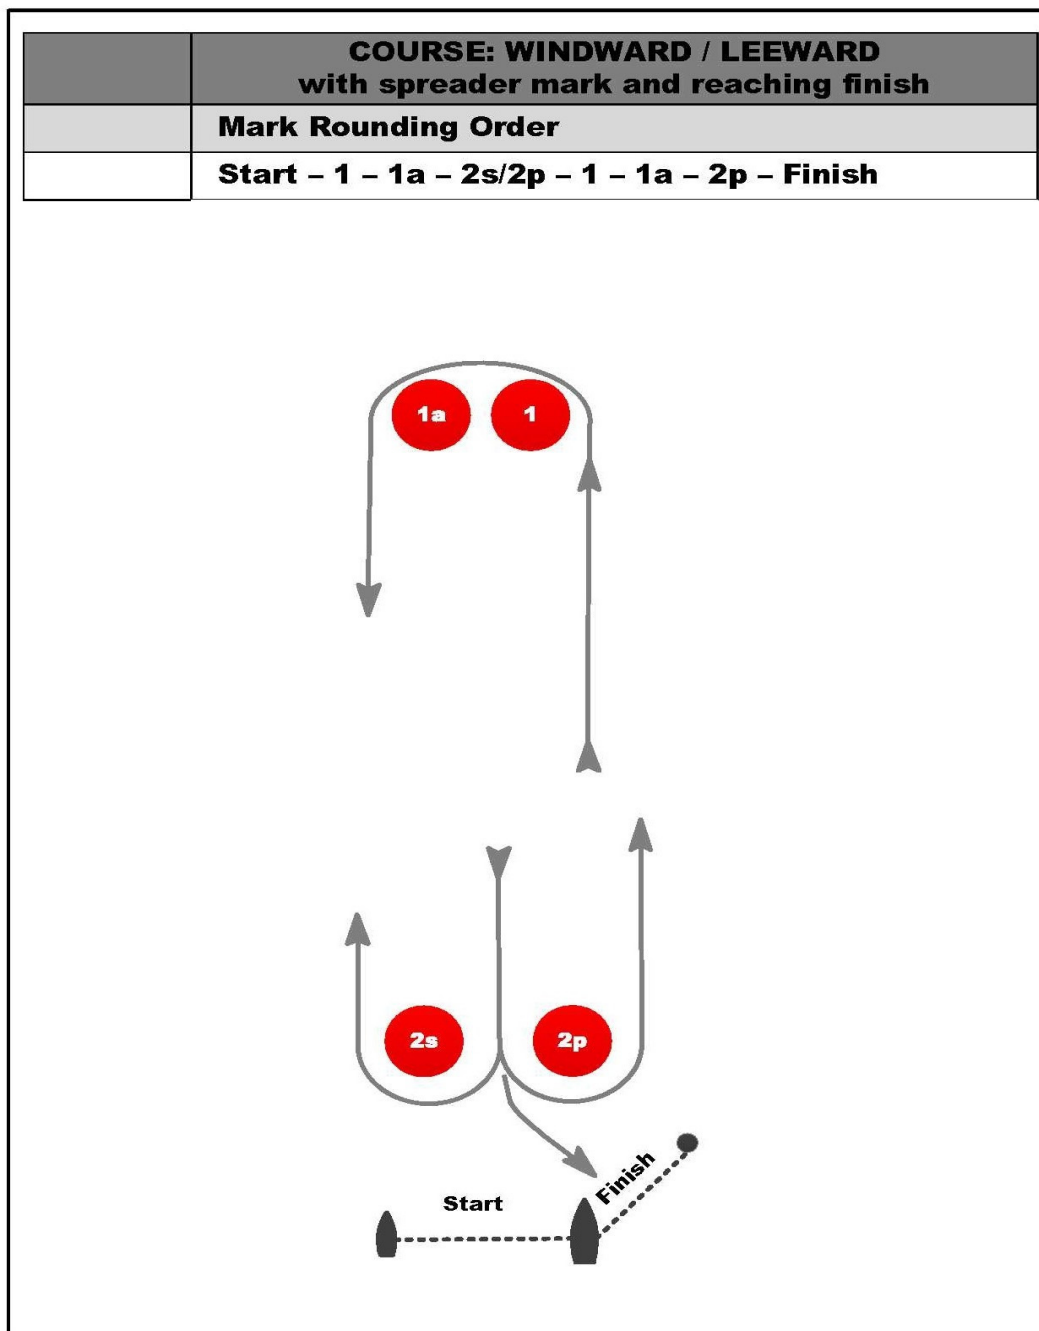 COURSE: WINDWARD / LEEWARD
with spreader mark and reaching finish
Mark Rounding Order
Start – 1 – 1a – 2s/2p – 1 – 1a – 2p – Finish
1a
1
2s
2p
Finish
Start